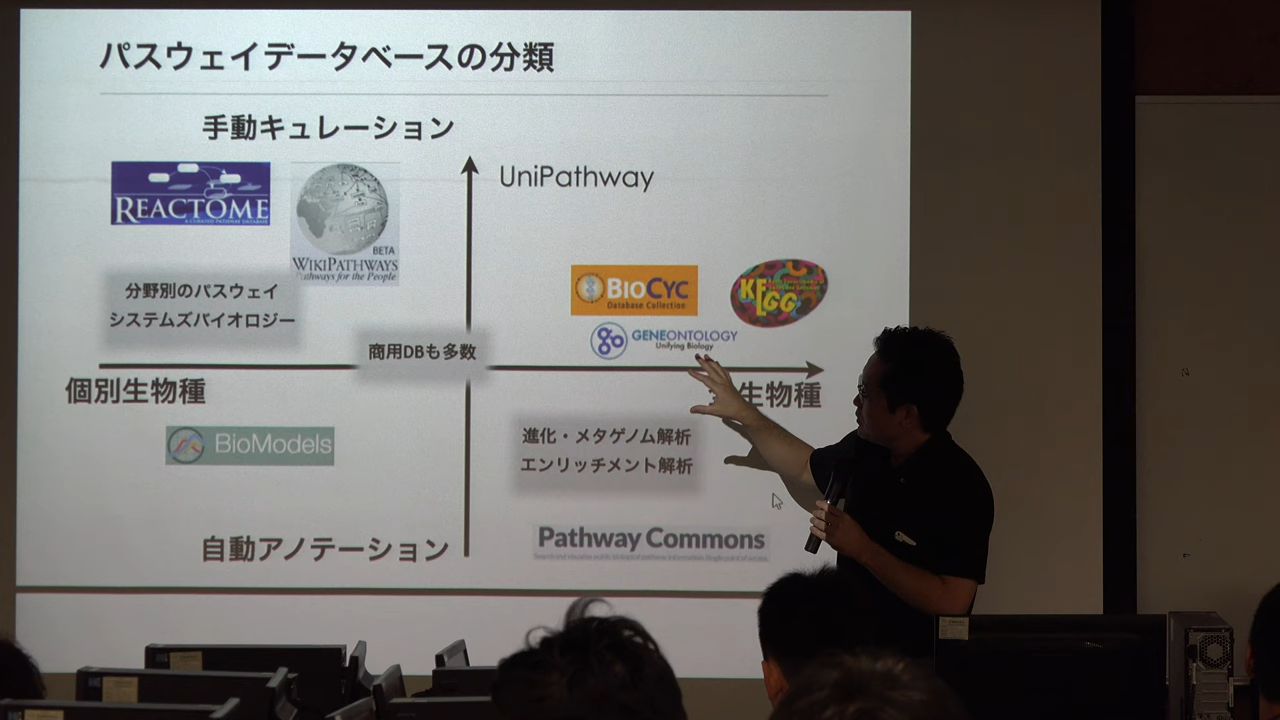 パスウェイデータベースの分類
手動キュレーション
UniPathway
REACTOME
A CURATED PATHWAY DATABASE
BETA
WIKIPATHWAYS
Pathways for the People
BIOCYC
Database Collection
KEGG
GENEONTOLOGY
Unifying Biology
分野別のパスウェイ
システムズバイオロジー
商用DBも多数
個別生物種
生物種
BioModels
進化・メタゲノム解析
エンリッチメント解析
自動アノテーション
Pathway Commons